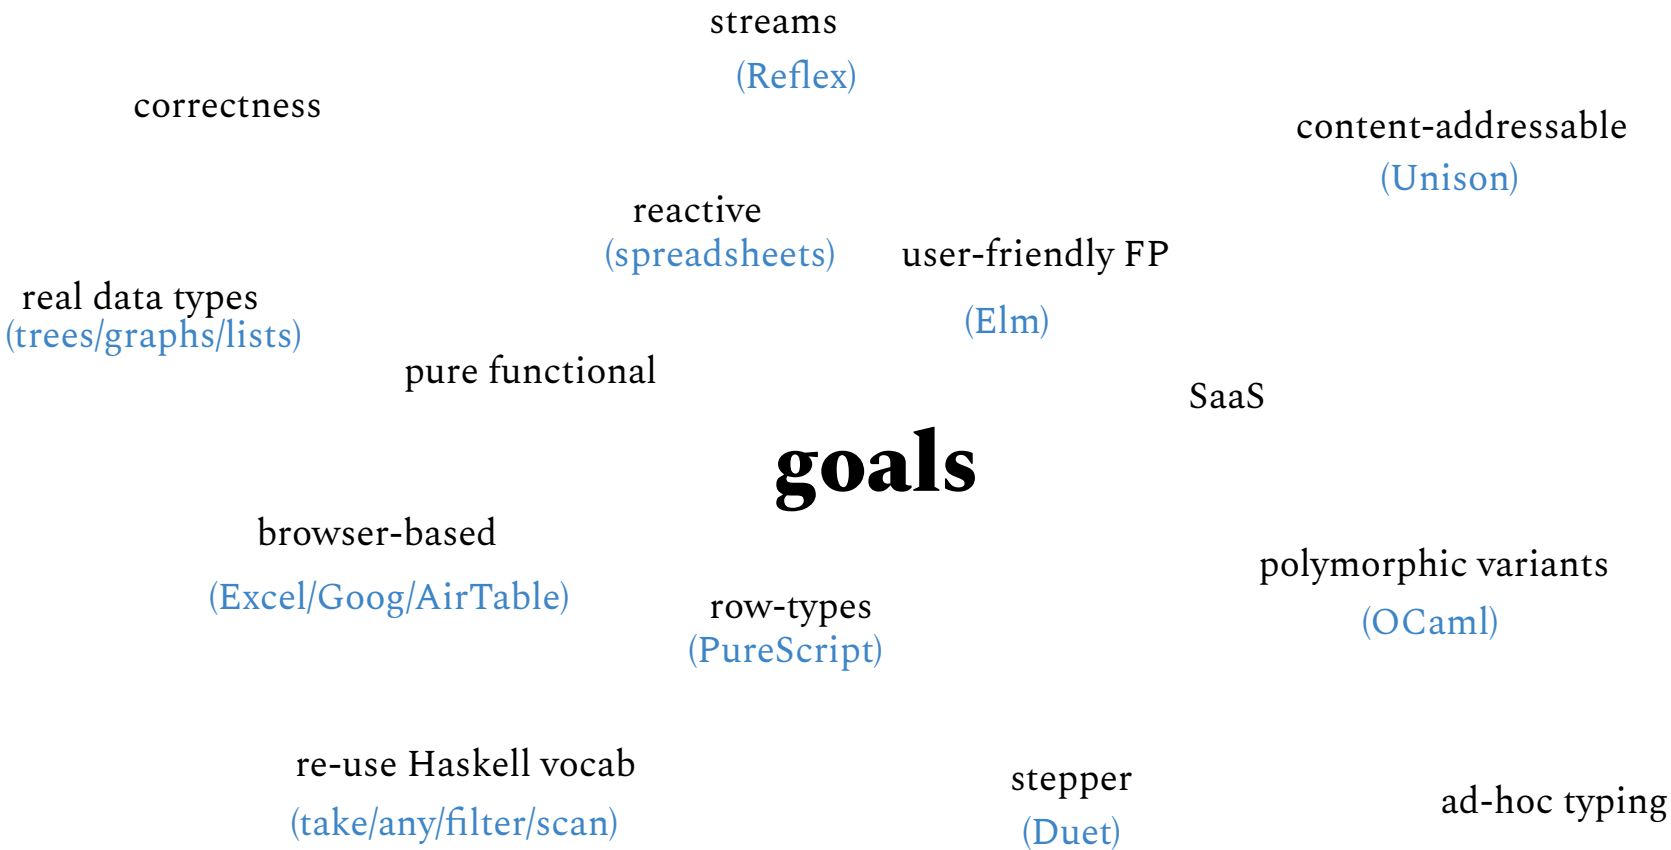 streams
(Reflex)
correctness
content-addressable
(Unison)
reactive
(spreadsheets)
user-friendly FP
(Elm)
real data types
(trees/graphs/lists)
pure functional
SaaS
goals
browser-based
(Excel/Goog/AirTable)
polymorphic variants
(OCaml)
row-types
(PureScript)
re-use Haskell vocab
(take/any/filter/scan)
stepper
(Duet)
ad-hoc typing